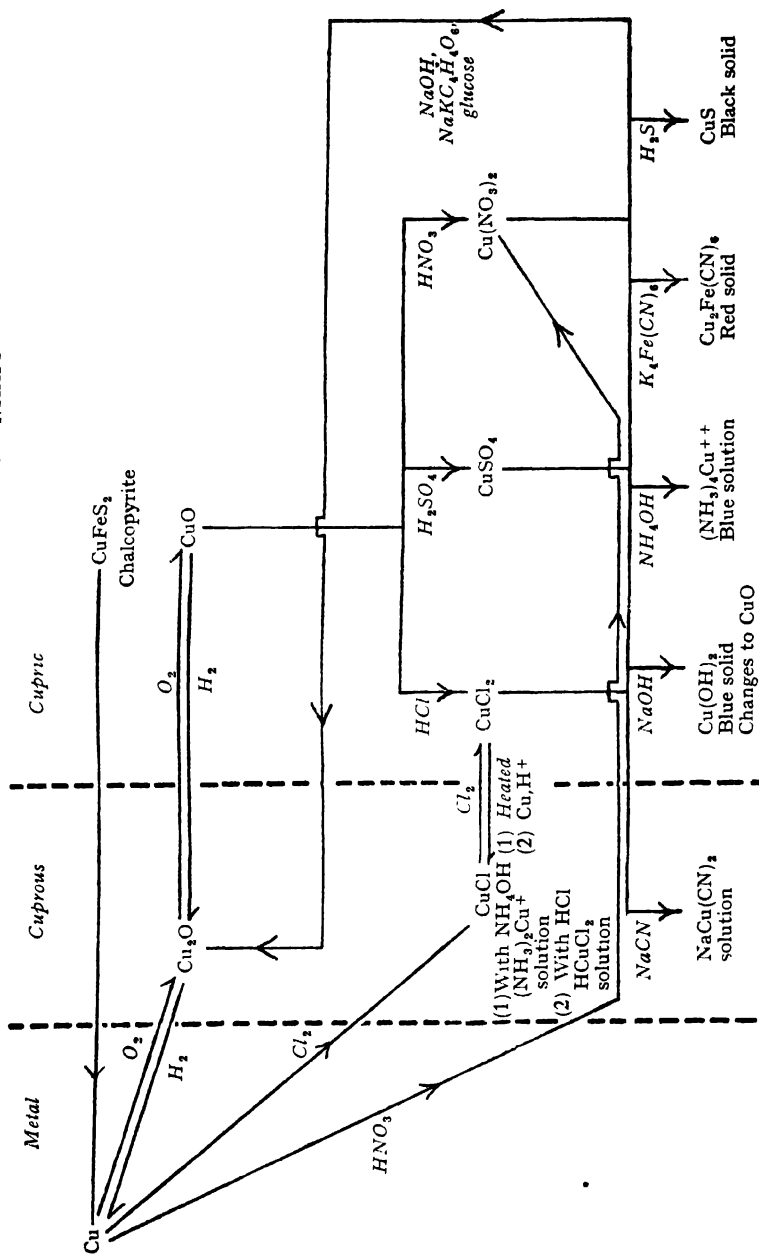 Metal
Cuprous
Cupric
CuFeS₂
Chalcopyrite
Cu
O₂
H₂
Cu₂O
O₂
H₂
CuO
NaOH,
NaKC₄H₄O₆,
glucose
Cl₂
HNO₃
HCl
H₂SO₄
HNO₃
CuCl
Cl₂
(1) Heated
(2) Cu,H+
CuCl₂
CuSO₄
Cu(NO₃)₂
(1)With NH₄OH
(NH₃)₂Cu+
solution
(2) With HCl
HCuCl₂
solution
NaCN
NaOH
NH₄OH
K₄Fe(CN)₆
H₂S
NaCu(CN)₂
solution
Cu(OH)₂
Blue solid
Changes to CuO
(NH₃)₄Cu++
Blue solution
Cu₂Fe(CN)₆
Red solid
CuS
Black solid